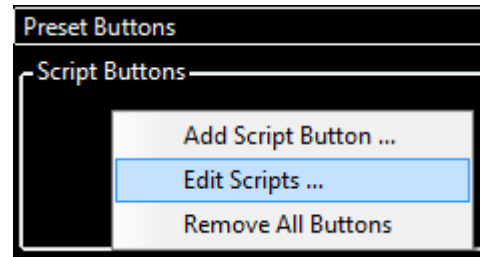 Preset Buttons
Script Buttons
Add Script Button ...
Edit Scripts ...
Remove All Buttons